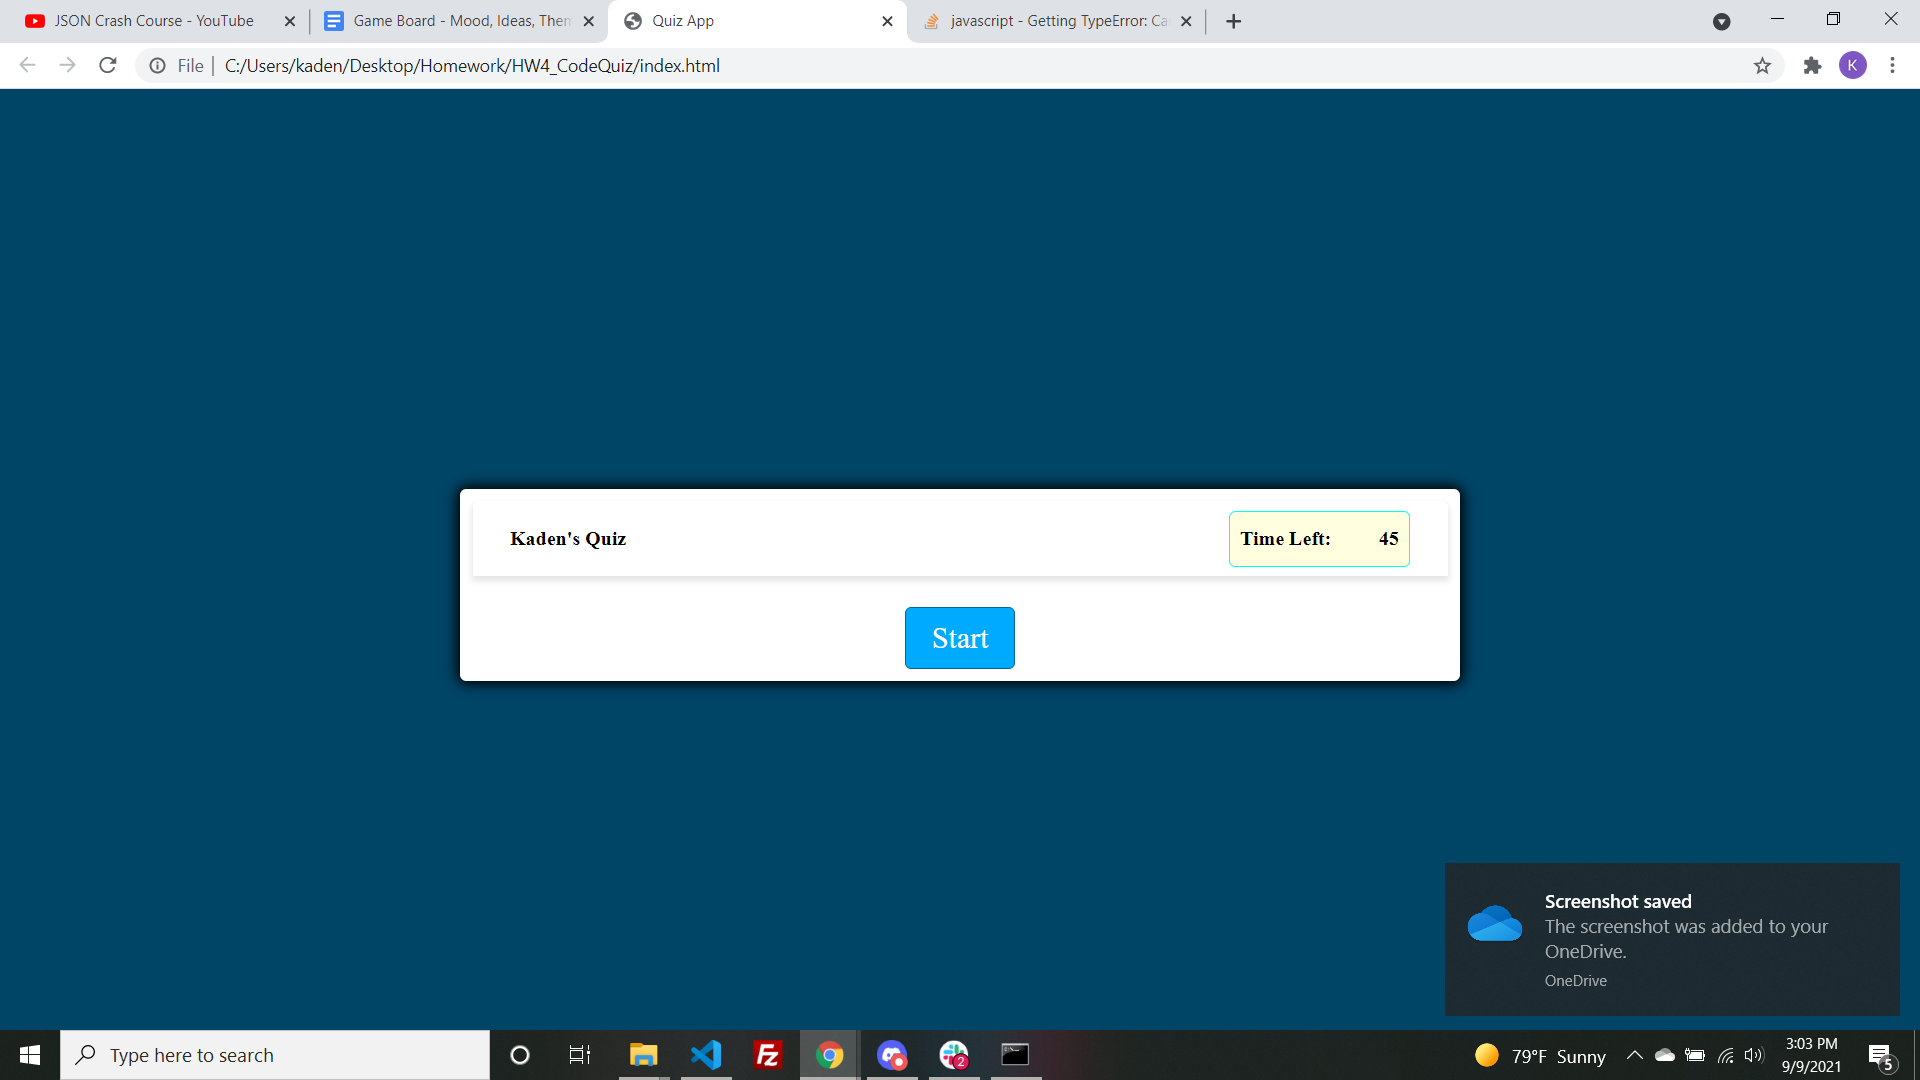 JSON Crash Course - YouTube
Game Board - Mood, Ideas, Them
Quiz App
javascript - Getting TypeError: Ca
File
C:/Users/kaden/Desktop/Homework/HW4_CodeQuiz/index.html
K
Kaden's Quiz
Time Left: 45
Start
Screenshot saved
The screenshot was added to your
OneDrive.
OneDrive
Type here to search
Fz
2
79°F Sunny
3:03 PM
9/9/2021
5